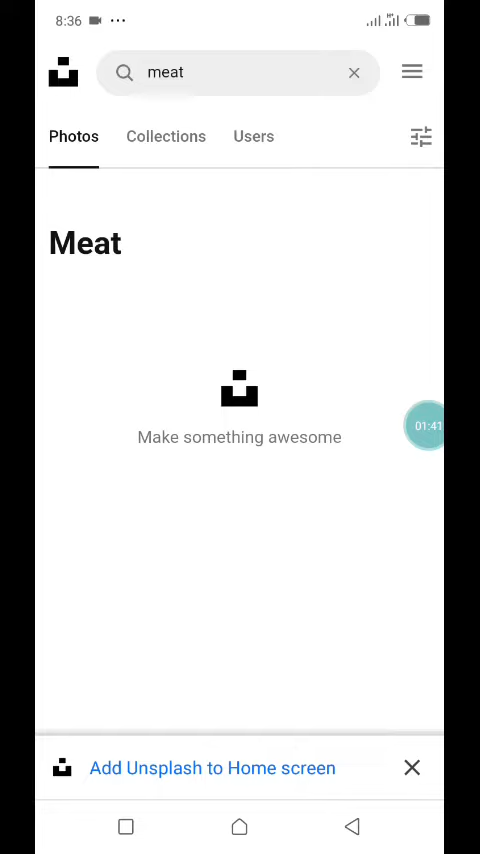 8:36
meat
Photos Collections Users
Meat
Make something awesome
01:41
Add Unsplash to Home screen